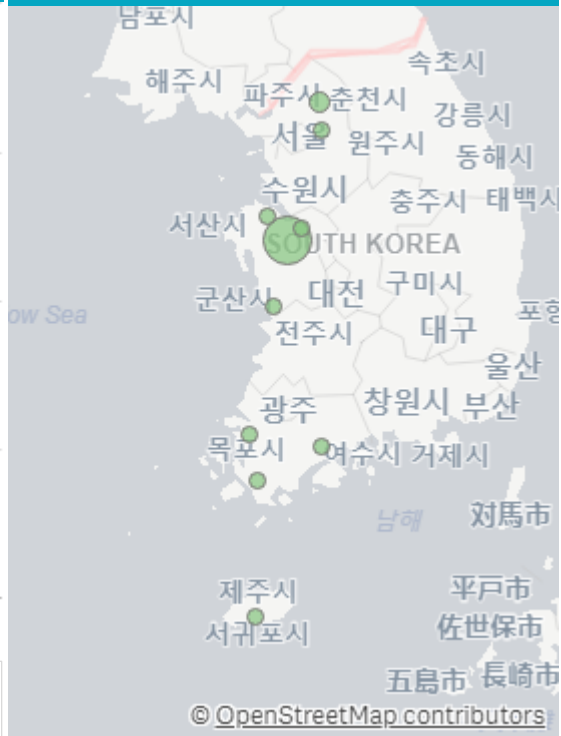 남포시
속초시
해주시
파주시
춘천시
강릉시
서울
원주시
동해시
수원시
충주시
태백시
서산시
SOUTH KOREA
대전
구미시
군산시
ow Sea
포항
전주시
대구
울산
광주
창원시
부산
목포시
여수시
거제시
남해
対馬市
제주시
平戸市
서귀포시
佐世保市
五島市
長崎市
© OpenStreetMap contributors